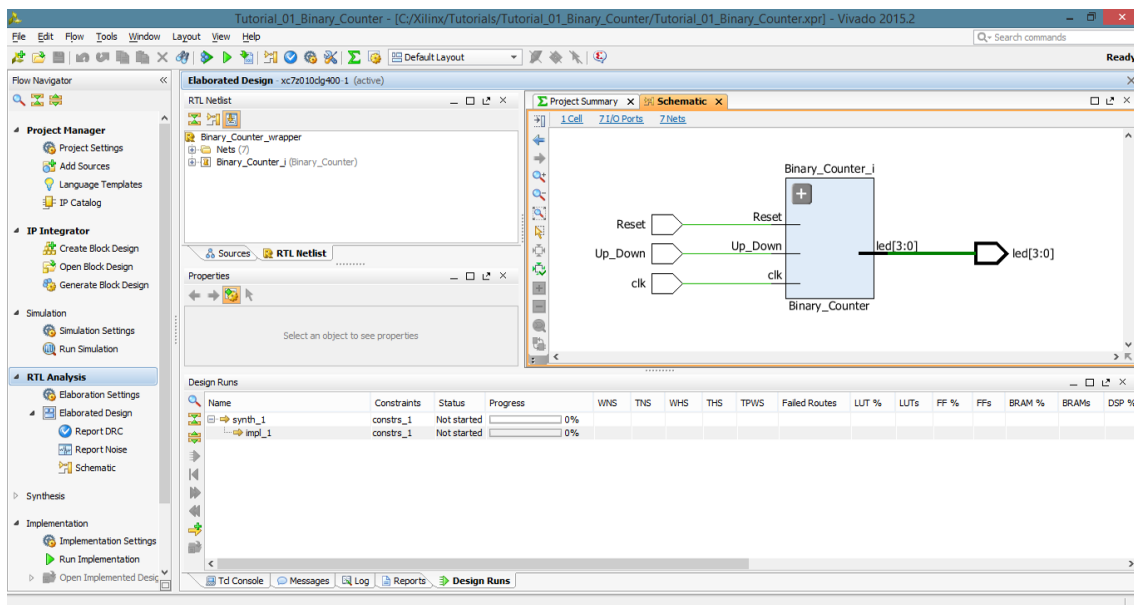 Tutorial_01_Binary_Counter - [C:/Xilinx/Tutorials/Tutorial_01_Binary_Counter/Tutorial_01_Binary_Counter.xpr] - Vivado 2015.2
File Edit Flow Tools Window Layout View Help
Search commands
Default Layout
Ready
Flow Navigator
Project Manager
Project Settings
Add Sources
Language Templates
IP Catalog
IP Integrator
Create Block Design
Open Block Design
Generate Block Design
Simulation
Simulation Settings
Run Simulation
RTL Analysis
Elaboration Settings
Elaborated Design
Report DRC
Report Noise
Schematic
Synthesis
Implementation
Implementation Settings
Run Implementation
Open Implemented Desig
Elaborated Design - xc7z010clg400-1 (active)
RTL Netlist
Binary_Counter_wrapper
Nets (7)
Binary_Counter_i (Binary_Counter)
Sources RTL Netlist
Properties
Select an object to see properties
Project Summary Schematic
1 Cell 7 I/O Ports 7 Nets
Binary_Counter_i
Reset Reset
Up_Down Up_Down led[3:0] led[3:0]
clk clk
Binary_Counter
Design Runs
Name Constraints Status Progress WNS TNS WHS THS TPWS Failed Routes LUT % LUTs FF % FFs BRAM % BRAMs DSP %
synth_1 constrs_1 Not started 0%
impl_1 constrs_1 Not started 0%
Tcl Console Messages Log Reports Design Runs